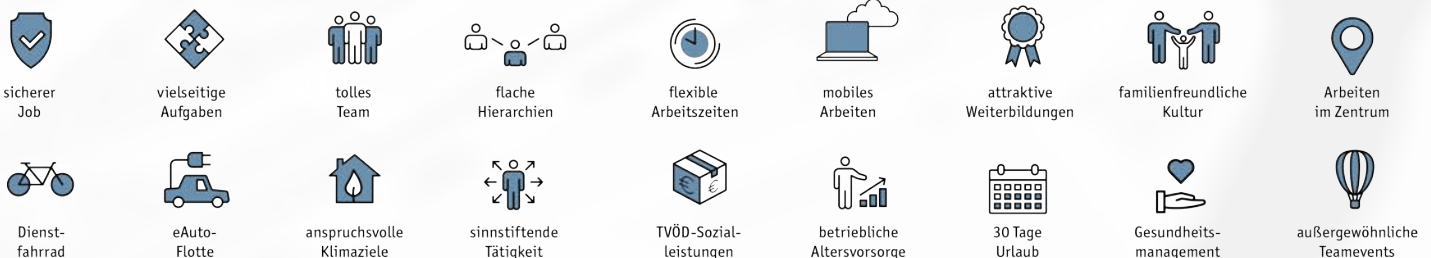 sicherer
Job
vielseitige
Aufgaben
tolles
Team
flache
Hierarchien
flexible
Arbeitszeiten
mobiles
Arbeiten
attraktive
Weiterbildungen
familienfreundliche
Kultur
Arbeiten
im Zentrum
Dienst-
fahrrad
eAuto-
Flotte
anspruchsvolle
Klimaziele
sinnstiftende
Tätigkeit
€
€
TVÖD-Sozial-
leistungen
betriebliche
Altersvorsorge
30 Tage
Urlaub
Gesundheits-
management
außergewöhnliche
Teamevents